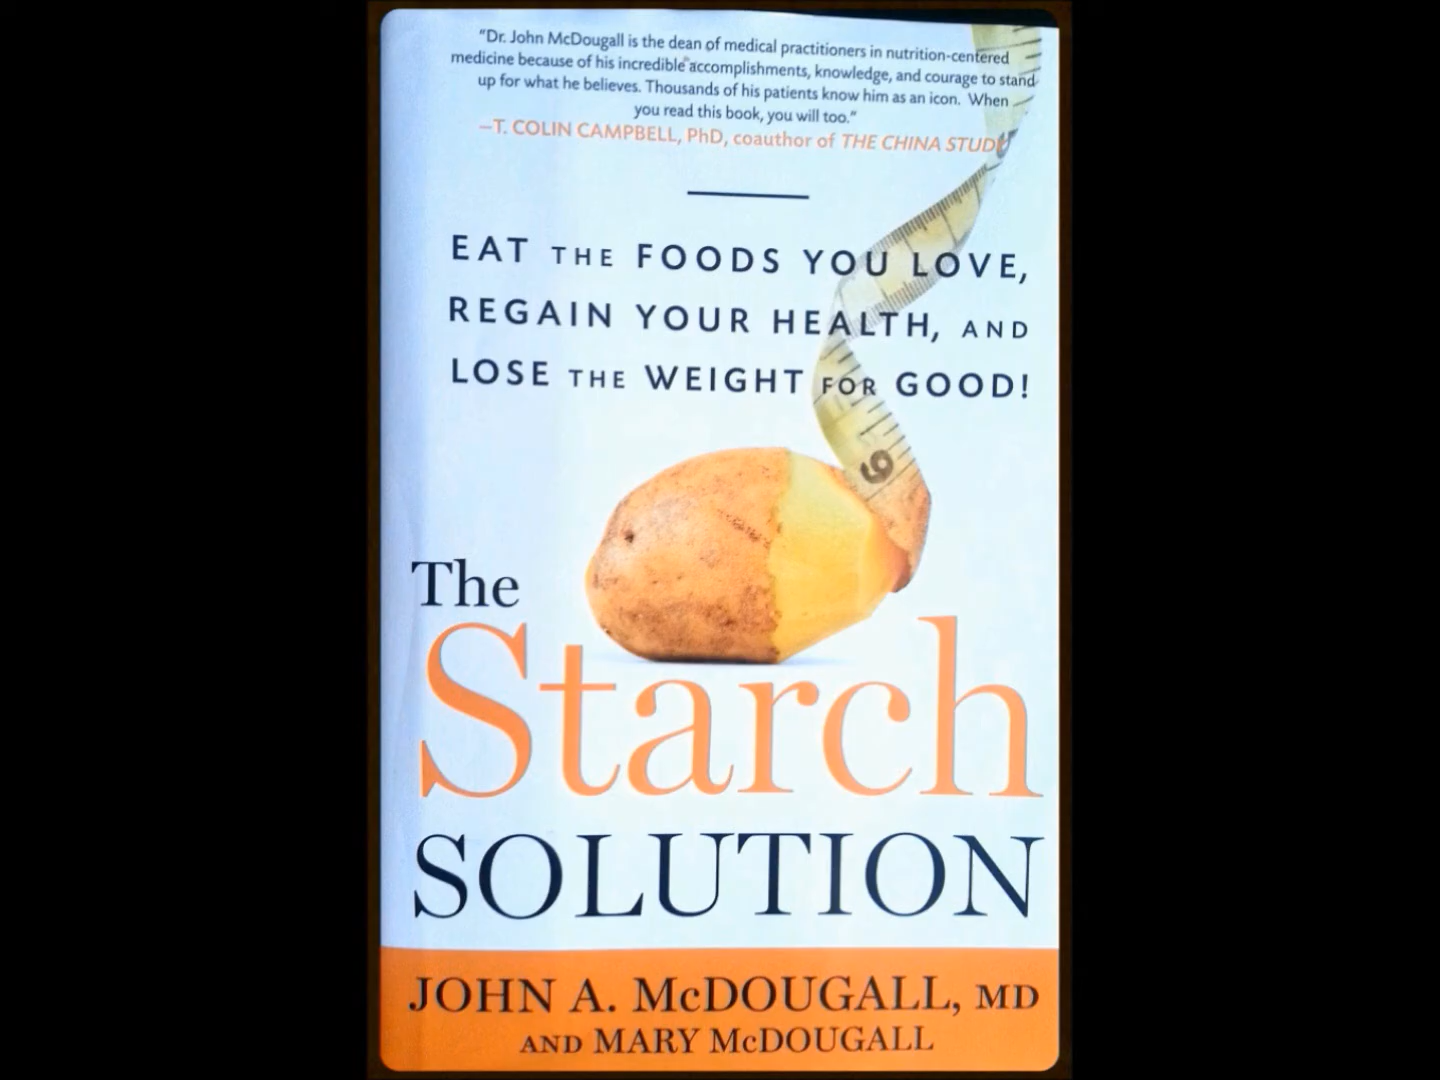 "Dr. John McDougall is the dean of medical practitioners in nutrition-centered
medicine because of his incredible accomplishments, knowledge, and courage to stand
up for what he believes. Thousands of his patients know him as an icon. When
you read this book, you will too."
—T. COLIN CAMPBELL, PhD, coauthor of THE CHINA STUDY
EAT THE FOODS YOU LOVE,
REGAIN YOUR HEALTH, AND
LOSE THE WEIGHT FOR GOOD!
9
The
Starch
SOLUTION
JOHN A. McDOUGALL, MD
AND MARY McDOUGALL